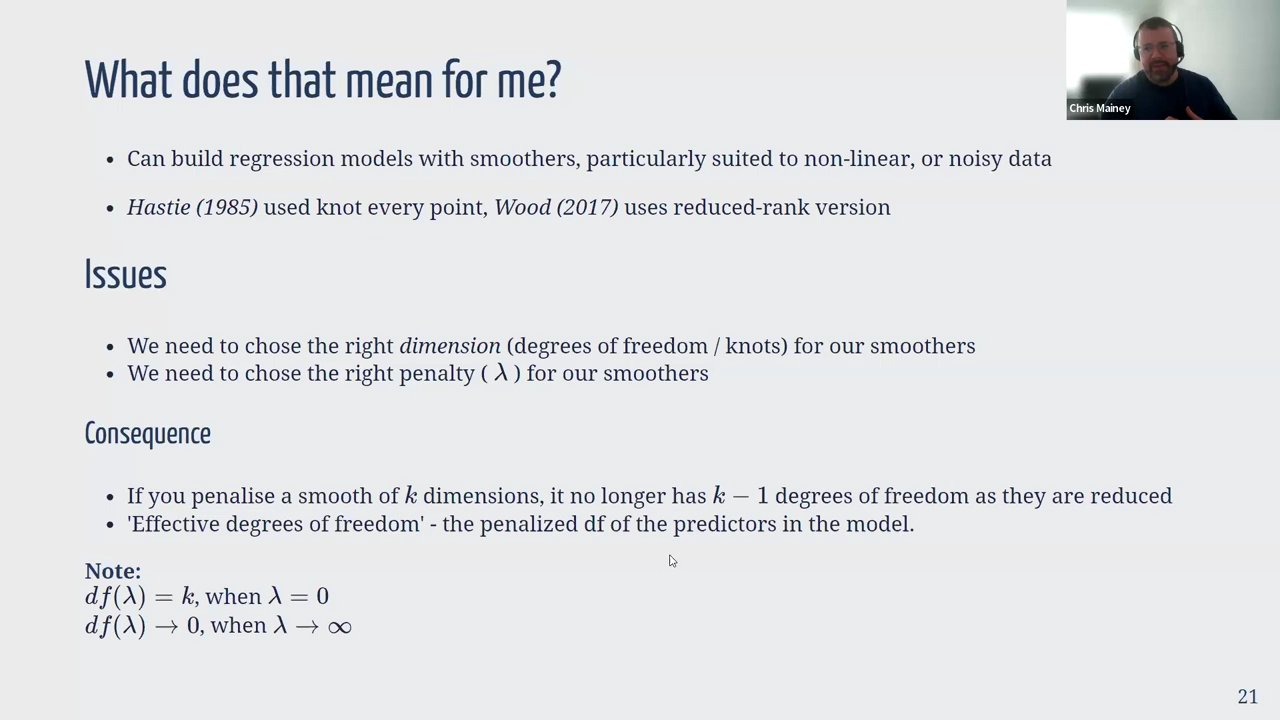 Chris Mainey
What does that mean for me?
• Can build regression models with smoothers, particularly suited to non-linear, or noisy data
• Hastie (1985) used knot every point, Wood (2017) uses reduced-rank version
Issues
• We need to chose the right dimension (degrees of freedom / knots) for our smoothers
• We need to chose the right penalty ( λ ) for our smoothers
Consequence
• If you penalise a smooth of k dimensions, it no longer has k − 1 degrees of freedom as they are reduced
• 'Effective degrees of freedom' - the penalized df of the predictors in the model.
Note:
df(λ) = k, when λ = 0
df(λ) → 0, when λ → ∞
21